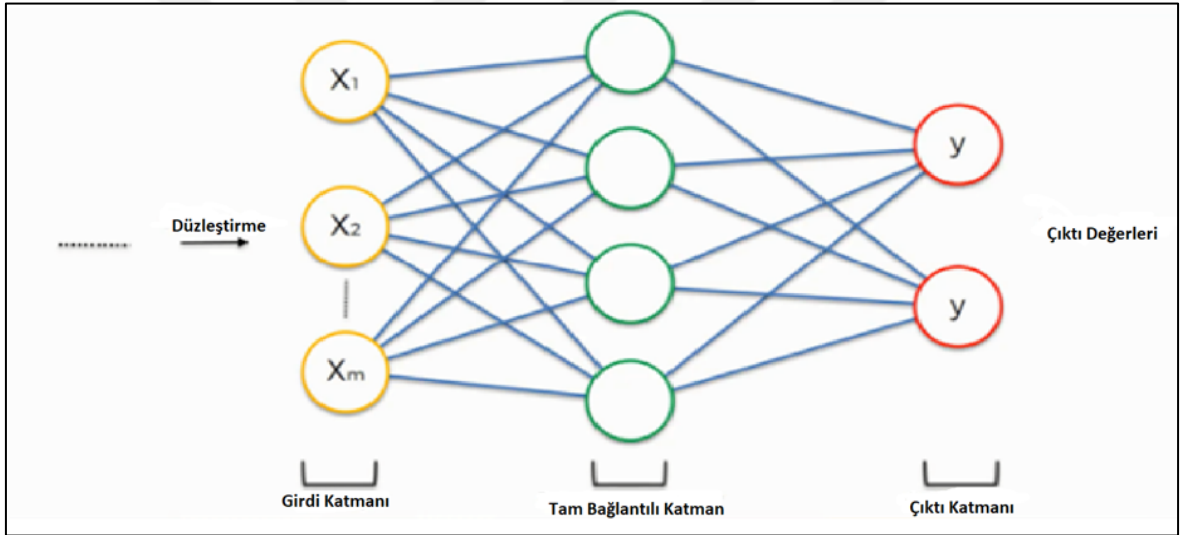 X₁
X₂
Xₘ
Düzleştirme
y
y
Çıktı Değerleri
Girdi Katmanı
Tam Bağlantılı Katman
Çıktı Katmanı